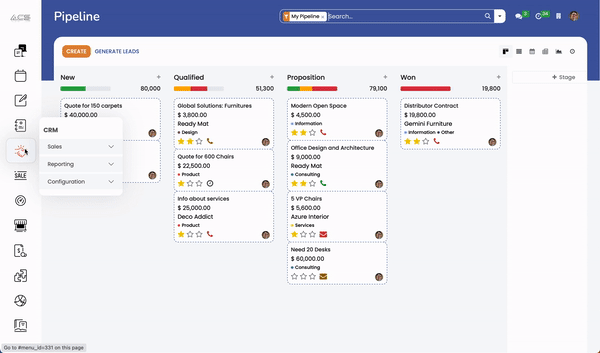 ACE
Pipeline
My Pipeline ×
Search...
CREATE
GENERATE LEADS
New
+
80,000
Qualified
+
51,300
Proposition
+
79,100
Won
+
19,800
+ Stage
Quote for 150 carpets
$ 40,000.00
Global Solutions: Furnitures
$ 3,800.00
Ready Mat
Design
Quote for 600 Chairs
$ 22,500.00
Product
Info about services
$ 25,000.00
Deco Addict
Product
Modern Open Space
$ 4,500.00
Information
Office Design and Architecture
$ 9,000.00
Ready Mat
Consulting
5 VP Chairs
$ 5,600.00
Azure Interior
Services
Need 20 Desks
$ 60,000.00
Consulting
Distributor Contract
$ 19,800.00
Gemini Furniture
Information Other
CRM
Sales
Reporting
Configuration
SALE
Go to #menu_id=331 on this page